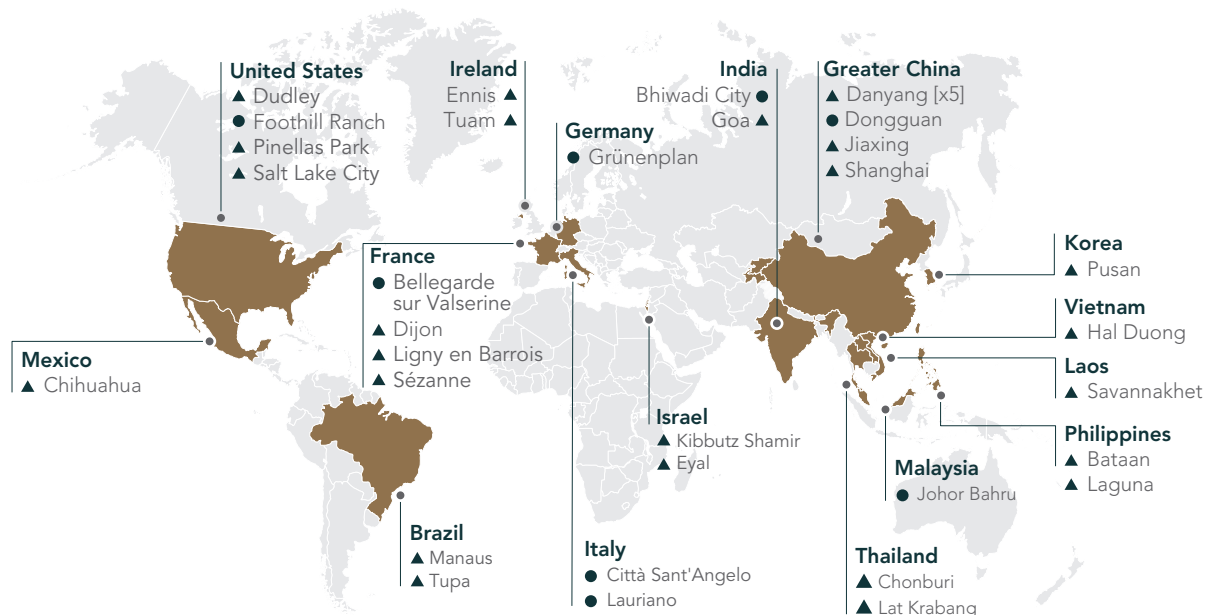 United States
Dudley
Foothill Ranch
Pinellas Park
Salt Lake City
Ireland
Ennis
Tuam
Germany
Grünenplan
India
Bhiwadi City
Goa
Greater China
Danyang [x5]
Dongguan
Jiaxing
Shanghai
France
Bellegarde
sur Valserine
Dijon
Ligny en Barrois
Sézanne
Korea
Pusan
Vietnam
Hal Duong
Laos
Savannakhet
Mexico
Chihuahua
Israel
Kibbutz Shamir
Eyal
Philippines
Bataan
Laguna
Malaysia
Johor Bahru
Brazil
Manaus
Tupa
Italy
Città Sant'Angelo
Lauriano
Thailand
Chonburi
Lat Krabang